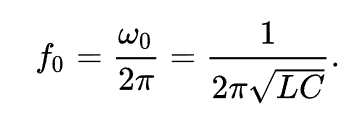 f₀ = ω₀/2π = 1/2π√LC.